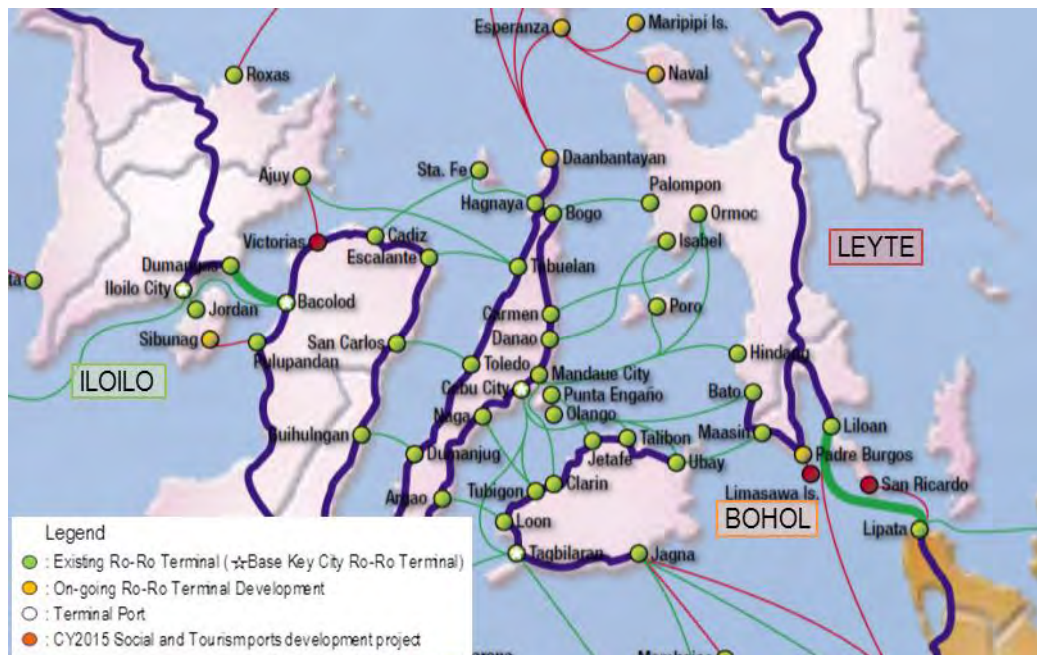 Esperanza
Maripipi Is.
Naval
Roxas
Daanbantayan
Sta. Fe
Ajuy
Hagnaya
Bogo
Palompon
Ormoc
Victorias
Cadiz
Escalante
Isabel
LEYTE
Dumangas
Tabuelan
ta
Iloilo City
Bacolod
Jordan
Carmen
Poro
Sibunag
Pulupandan
San Carlos
Danao
Hindang
ILOILO
Toledo
Mandaue City
Cebu City
Punta Engaño
Bato
Olango
Naga
Guihulngan
Dumanjug
Talibon
Maasin
Liloan
Jetafe
Ubay
Padre Burgos
Argao
Tubigon
Clarin
Limasawa Is.
San Ricardo
Loon
BOHOL
Lipata
Tagbilaran
Jagna
Legend
: Existing Ro-Ro Terminal (☆Base Key City Ro-Ro Terminal)
: On-going Ro-Ro Terminal Development
: Terminal Port
: CY2015 Social and Tourismports development project